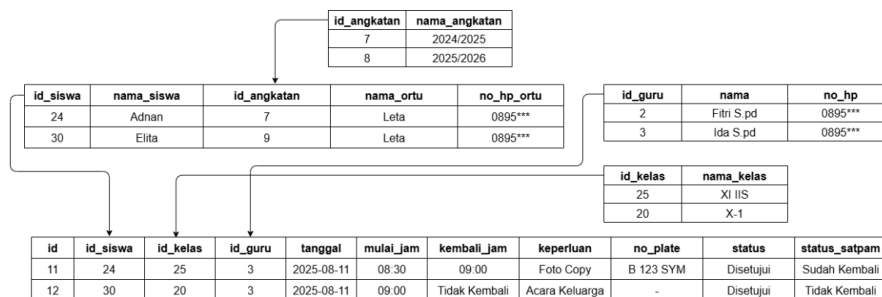 id_angkatan nama_angkatan
7 2024/2025
8 2025/2026
id_siswa nama_siswa id_angkatan nama_ortu no_hp_ortu
24 Adnan 7 Leta 0895***
30 Elita 9 Leta 0895***
id_guru nama no_hp
2 Fitri S.pd 0895***
3 Ida S.pd 0895***
id_kelas nama_kelas
25 XI IIS
20 X-1
id id_siswa id_kelas id_guru tanggal mulai_jam kembali_jam keperluan no_plate status status_satpam
11 24 25 3 2025-08-11 08:30 09:00 Foto Copy B 123 SYM Disetujui Sudah Kembali
12 30 20 3 2025-08-11 09:00 Tidak Kembali Acara Keluarga - Disetujui Tidak Kembali